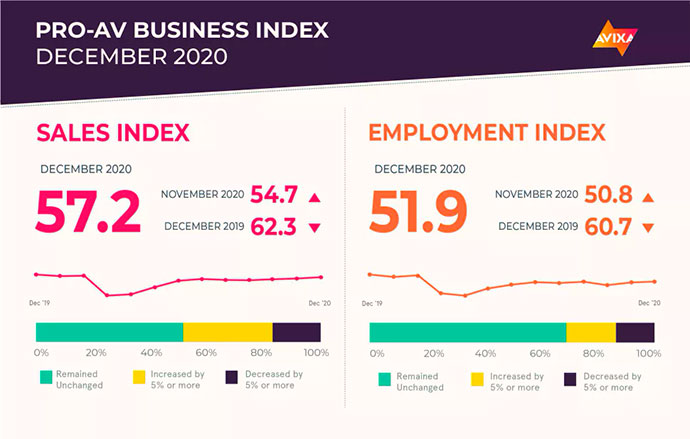 PRO-AV BUSINESS INDEX
DECEMBER 2020
AVIXA
SALES INDEX
DECEMBER 2020
57.2
NOVEMBER 2020 54.7 ▲
DECEMBER 2019 62.3 ▼
Dec '19
Dec '20
0% 20% 40% 60% 80% 100%
Remained
Unchanged
Increased by
5% or more
Decreased by
5% or more
EMPLOYMENT INDEX
DECEMBER 2020
51.9
NOVEMBER 2020 50.8 ▲
DECEMBER 2019 60.7 ▼
Dec '19
Dec '20
0% 20% 40% 60% 80% 100%
Remained
Unchanged
Increased by
5% or more
Decreased by
5% or more